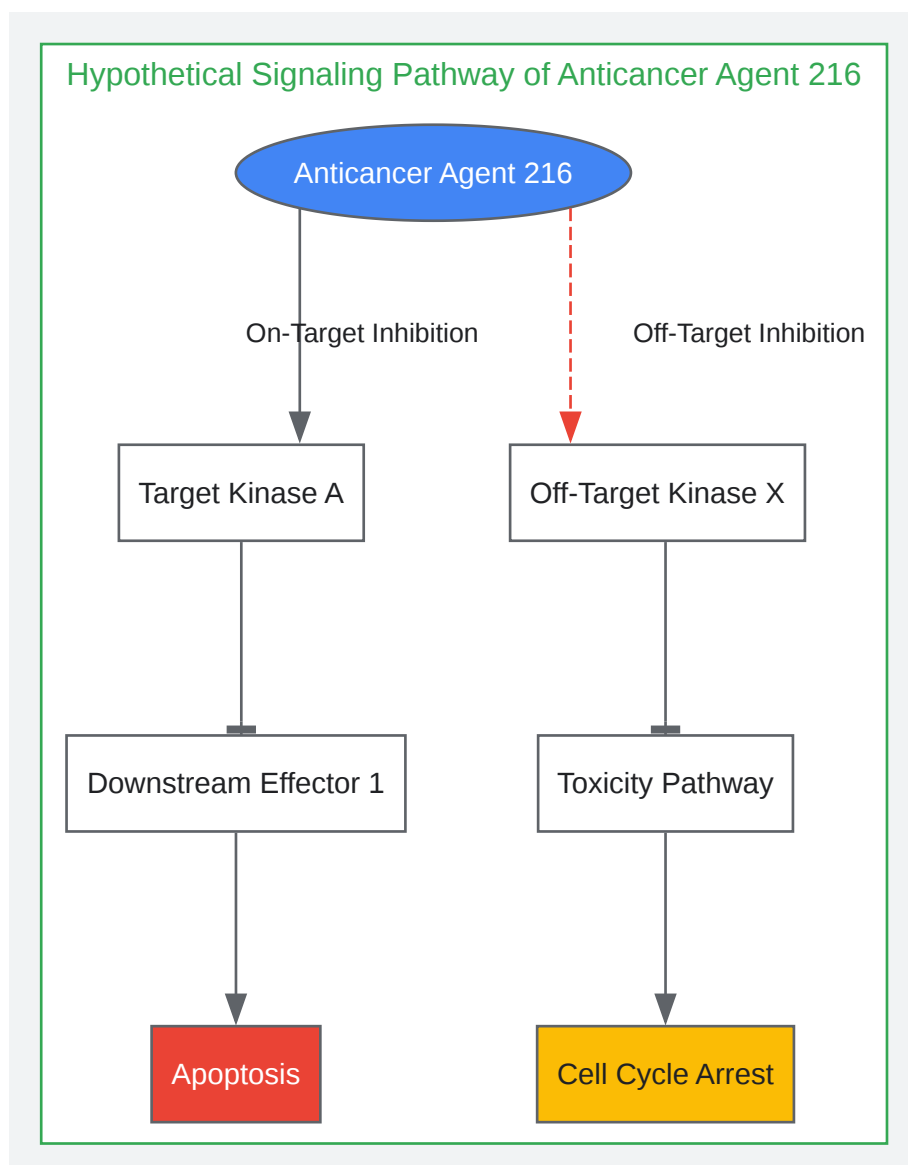 Hypothetical Signaling Pathway of Anticancer Agent 216
Anticancer Agent 216
On-Target Inhibition
Off-Target Inhibition
Target Kinase A
Off-Target Kinase X
Downstream Effector 1
Toxicity Pathway
Apoptosis
Cell Cycle Arrest